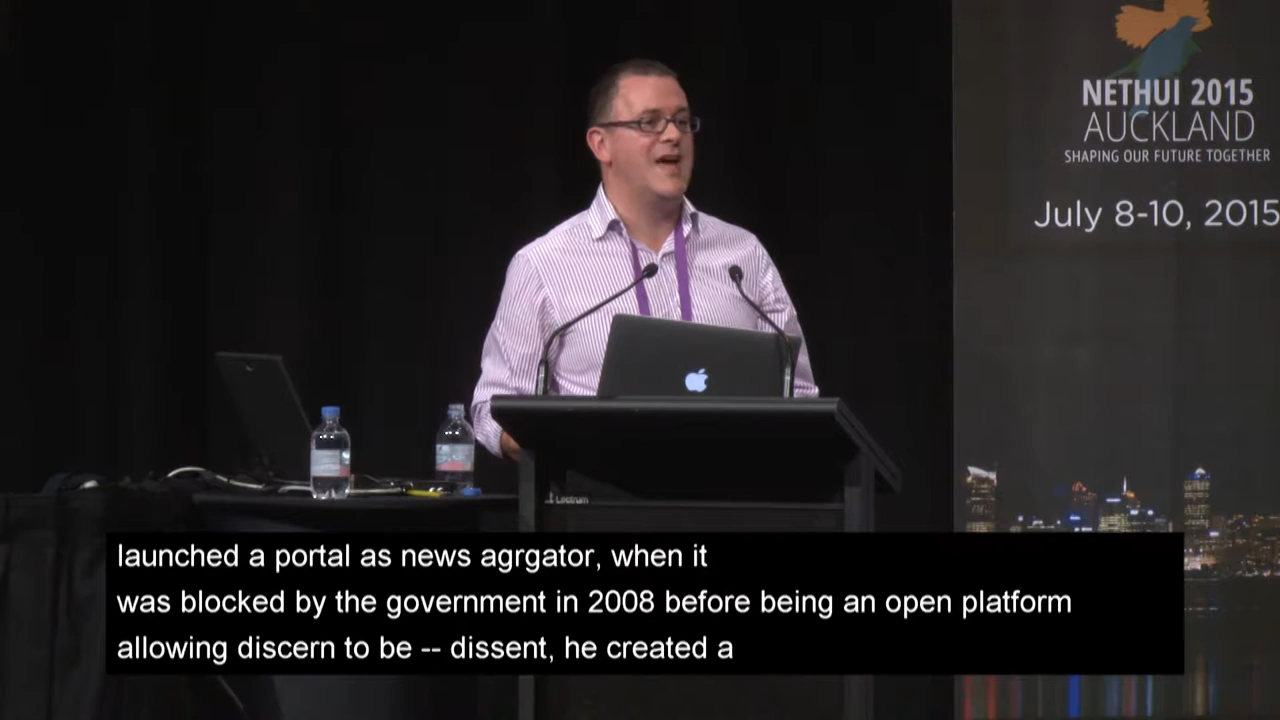 NETHUI 2015
AUCKLAND
SHAPING OUR FUTURE TOGETHER
July 8-10, 2015
Lectrum
launched a portal as news agrgator, when it
was blocked by the government in 2008 before being an open platform
allowing discern to be -- dissent, he created a